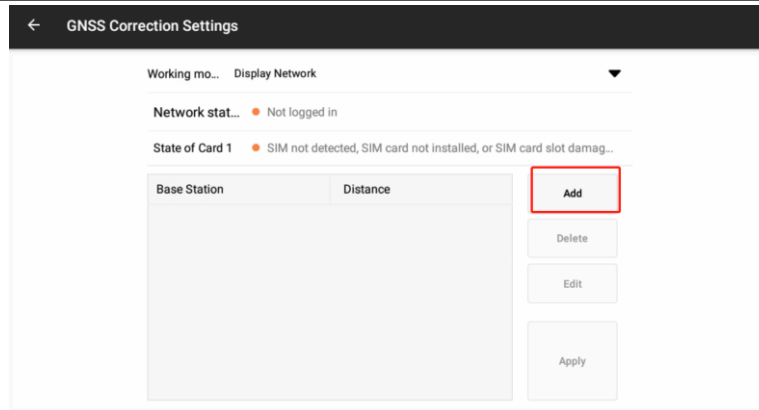 GNSS Correction Settings
Working mo... Display Network
Network stat... Not logged in
State of Card 1 SIM not detected, SIM card not installed, or SIM card slot damag...
Base Station Distance
Add
Delete
Edit
Apply